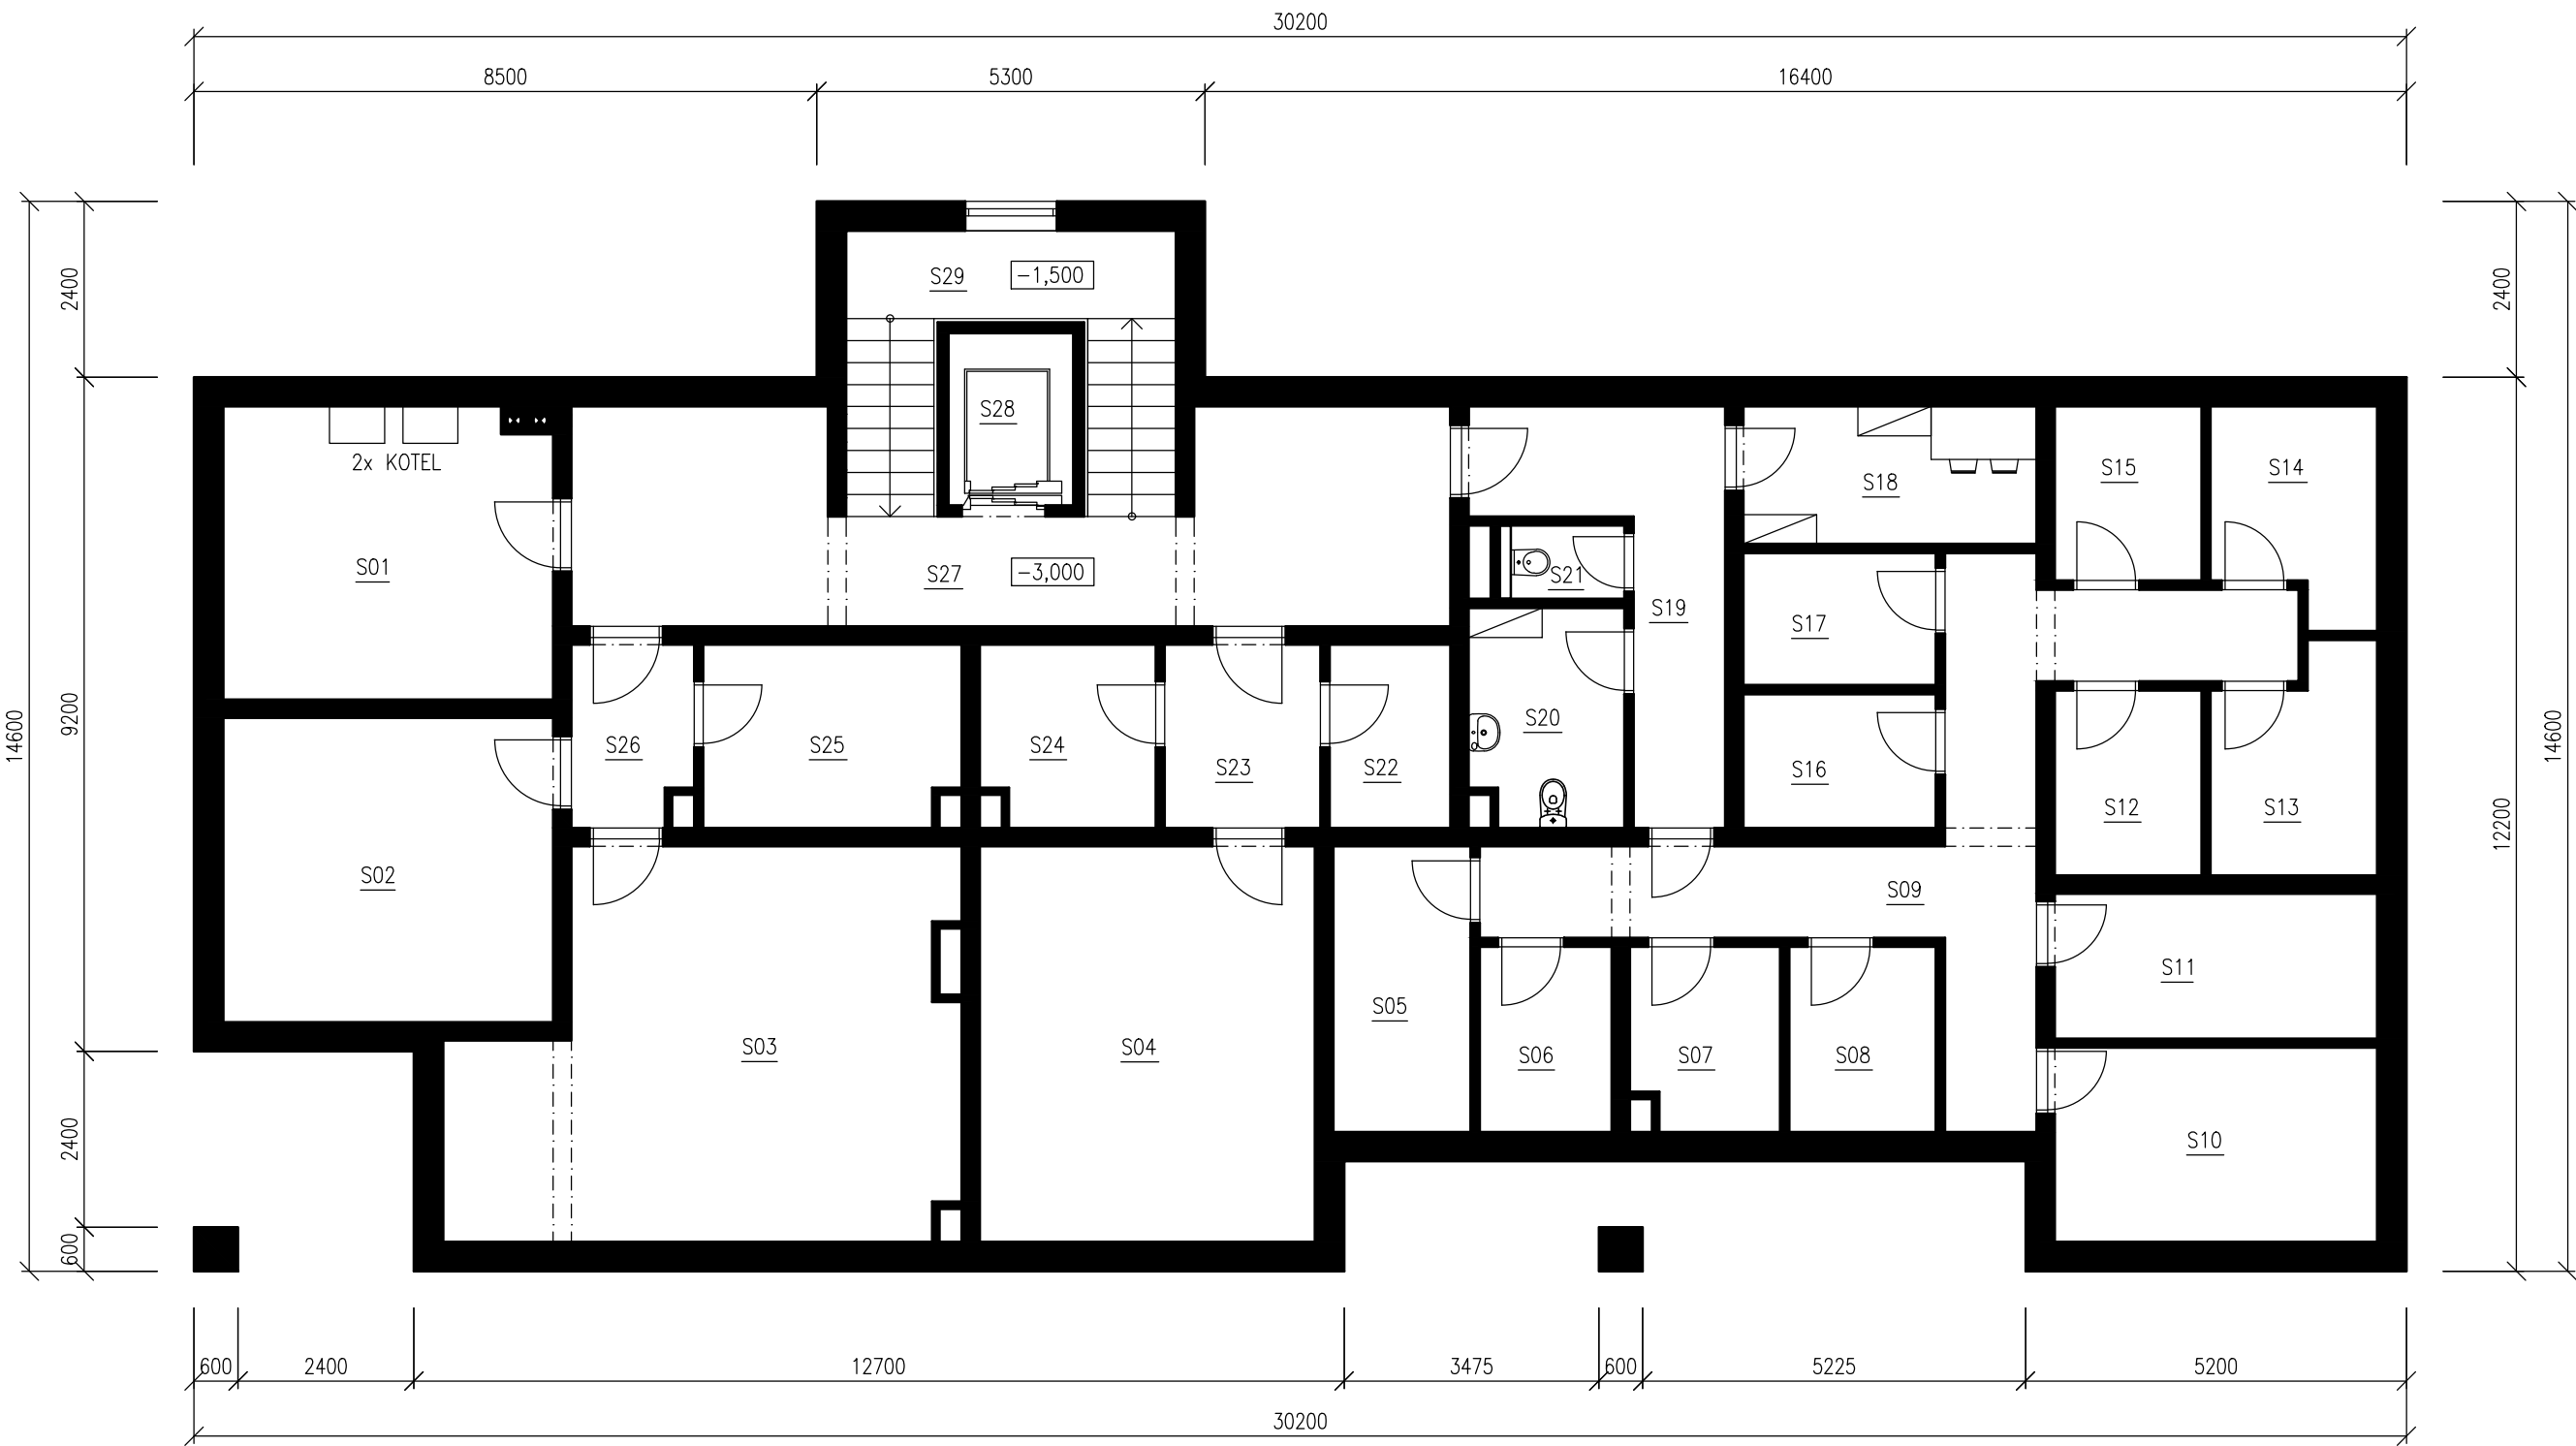 30200
8500 5300 16400
2400
9200
14600
2400
600
2400
12200
14600
S29 -1,500
S28
2x KOTEL
S01
S27 -3,000
S21
S19
S18
S15
S14
S17
S16
S26
S25
S24
S23
S22
S20
S12
S13
S02
S09
S03
S04
S05
S06
S07
S08
S11
S10
600 2400 12700 3475 600 5225 5200
30200